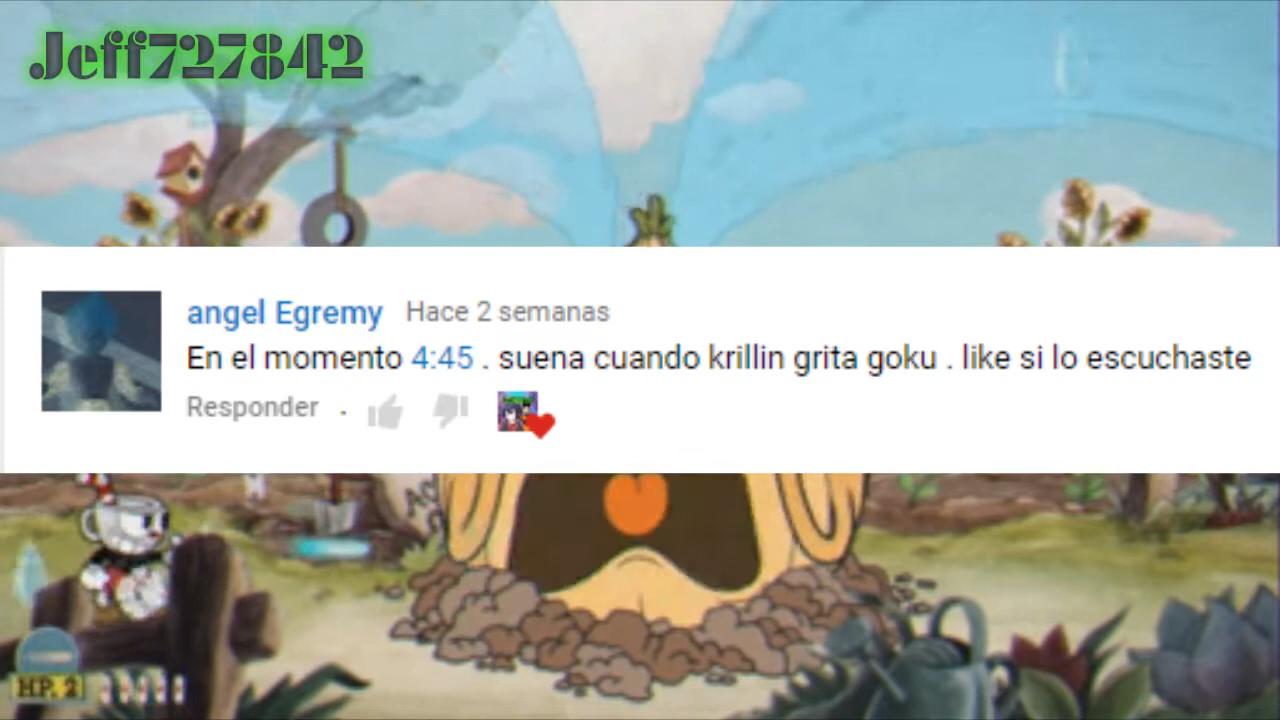 Jeff727842
angel Egremy Hace 2 semanas
En el momento 4:45 . suena cuando krillin grita goku . like si lo escuchaste
Responder .
HP. 2